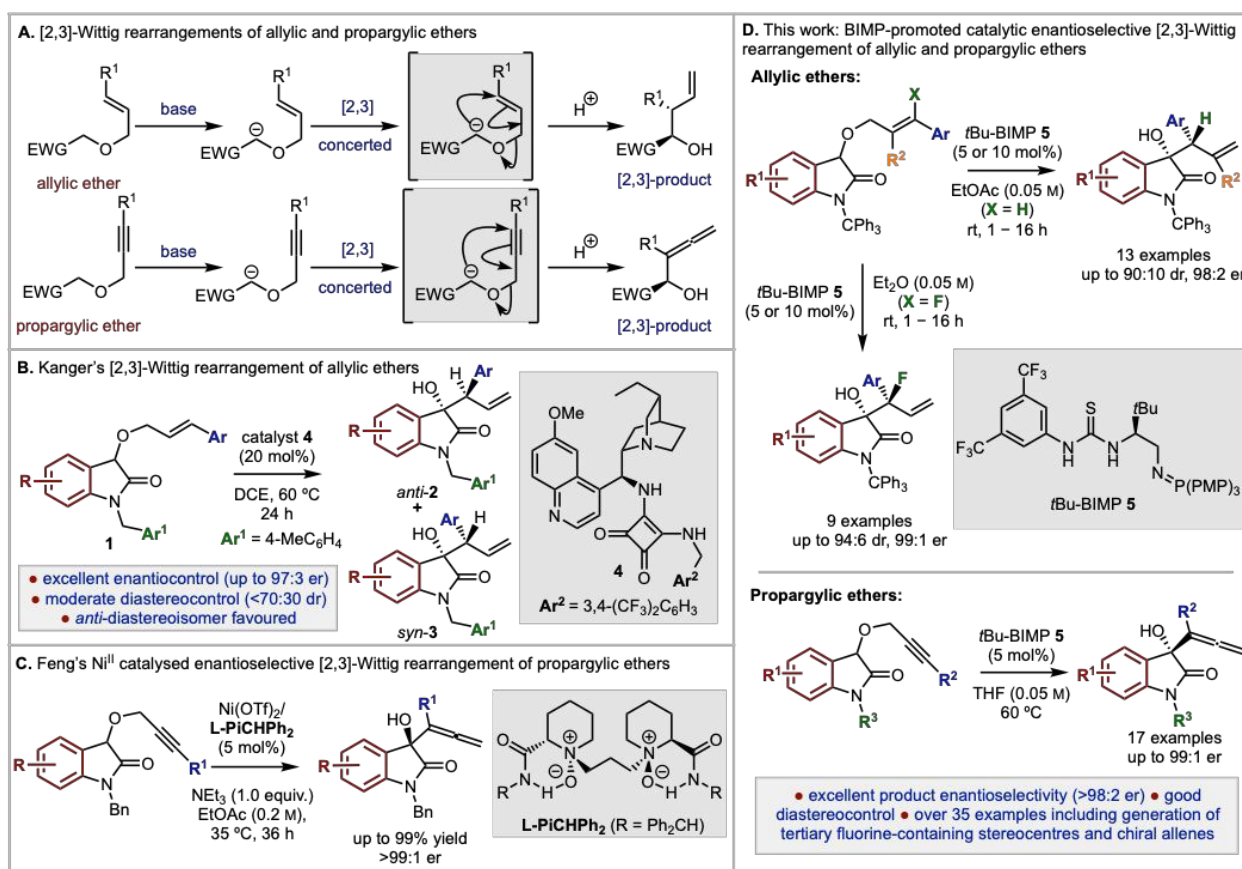 A. [2,3]-Wittig rearrangements of allylic and propargylic ethers
R¹
EWG
O
allylic ether
base
R¹
EWG
O
[2,3]
concerted
R¹
EWG
O
H⊕
R¹
EWG
OH
[2,3]-product
R¹
EWG
O
propargylic ether
base
R¹
EWG
O
[2,3]
concerted
R¹
EWG
O
H⊕
R¹
EWG
OH
[2,3]-product
B. Kanger's [2,3]-Wittig rearrangement of allylic ethers
O
Ar
R
O
N
Ar¹
1
catalyst 4
(20 mol%)
DCE, 60 ºC
24 h
Ar¹ = 4-MeC₆H₄
H
Ar
HO
R
O
N
Ar¹
anti-2
+
Ar
H
HO
R
O
N
Ar¹
syn-3
OMe
N
N
NH
O
NH
O
Ar²
4
Ar² = 3,4-(CF₃)₂C₆H₃
• excellent enantiocontrol (up to 97:3 er)
• moderate diastereocontrol (<70:30 dr)
• anti-diastereoisomer favoured
C. Feng's Niᴵᴵ catalysed enantioselective [2,3]-Wittig rearrangement of propargylic ethers
O
R
O
N
Bn
R¹
Ni(OTf)₂/
L-PiCHPh₂
(5 mol%)
NEt₃ (1.0 equiv.)
EtOAc (0.2 M),
35 ºC, 36 h
R¹
HO
R
O
N
Bn
up to 99% yield
>99:1 er
O
N⊕
N⊕
O
N
H
O⊖
⊖O
H
N
R
R
L-PiCHPh₂ (R = Ph₂CH)
D. This work: BIMP-promoted catalytic enantioselective [2,3]-Wittig
rearrangement of allylic and propargylic ethers
Allylic ethers:
X
O
Ar
R²
R¹
O
N
CPh₃
tBu-BIMP 5
(5 or 10 mol%)
EtOAc (0.05 M)
(X = H)
rt, 1 – 16 h
Ar
H
HO
R¹
O
R²
N
CPh₃
13 examples
up to 90:10 dr, 98:2 er
tBu-BIMP 5
(5 or 10 mol%)
Et₂O (0.05 M)
(X = F)
rt, 1 – 16 h
Ar
F
HO
R¹
O
N
CPh₃
9 examples
up to 94:6 dr, 99:1 er
CF₃
F₃C
S
tBu
N
H
N
H
N=P(PMP)₃
tBu-BIMP 5
Propargylic ethers:
O
R²
R¹
O
N
R³
tBu-BIMP 5
(5 mol%)
THF (0.05 M)
60 ºC
R²
HO
R¹
O
N
R³
17 examples
up to 99:1 er
• excellent product enantioselectivity (>98:2 er) • good
diastereocontrol • over 35 examples including generation of
tertiary fluorine-containing stereocentres and chiral allenes